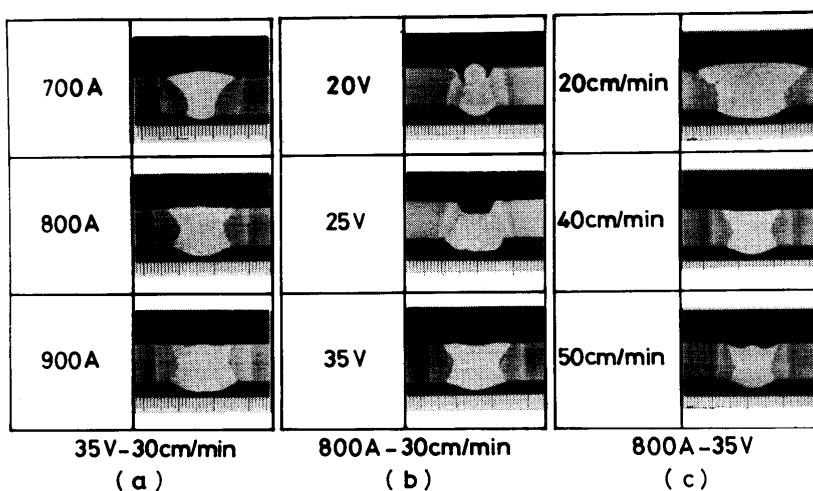 700A
800A
900A
35V-30cm/min
(a)
20V
25V
35V
800A-30cm/min
(b)
20cm/min
40cm/min
50cm/min
800A-35V
(c)